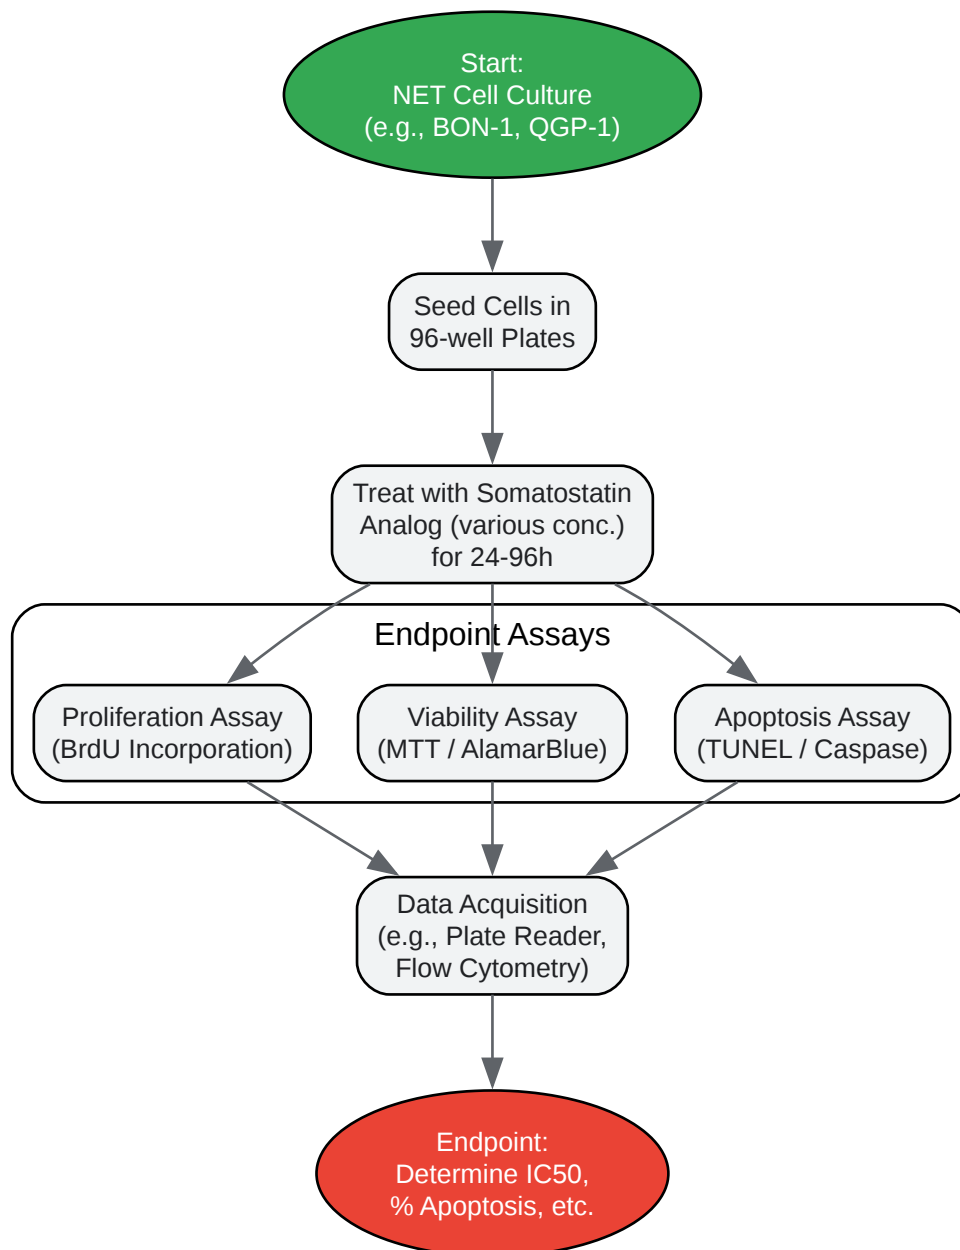 Start:
NET Cell Culture
(e.g., BON-1, QGP-1)
Seed Cells in
96-well Plates
Treat with Somatostatin
Analog (various conc.)
for 24-96h
Endpoint Assays
Proliferation Assay
(BrdU Incorporation)
Viability Assay
(MTT / AlamarBlue)
Apoptosis Assay
(TUNEL / Caspase)
Data Acquisition
(e.g., Plate Reader,
Flow Cytometry)
Endpoint:
Determine IC50,
% Apoptosis, etc.